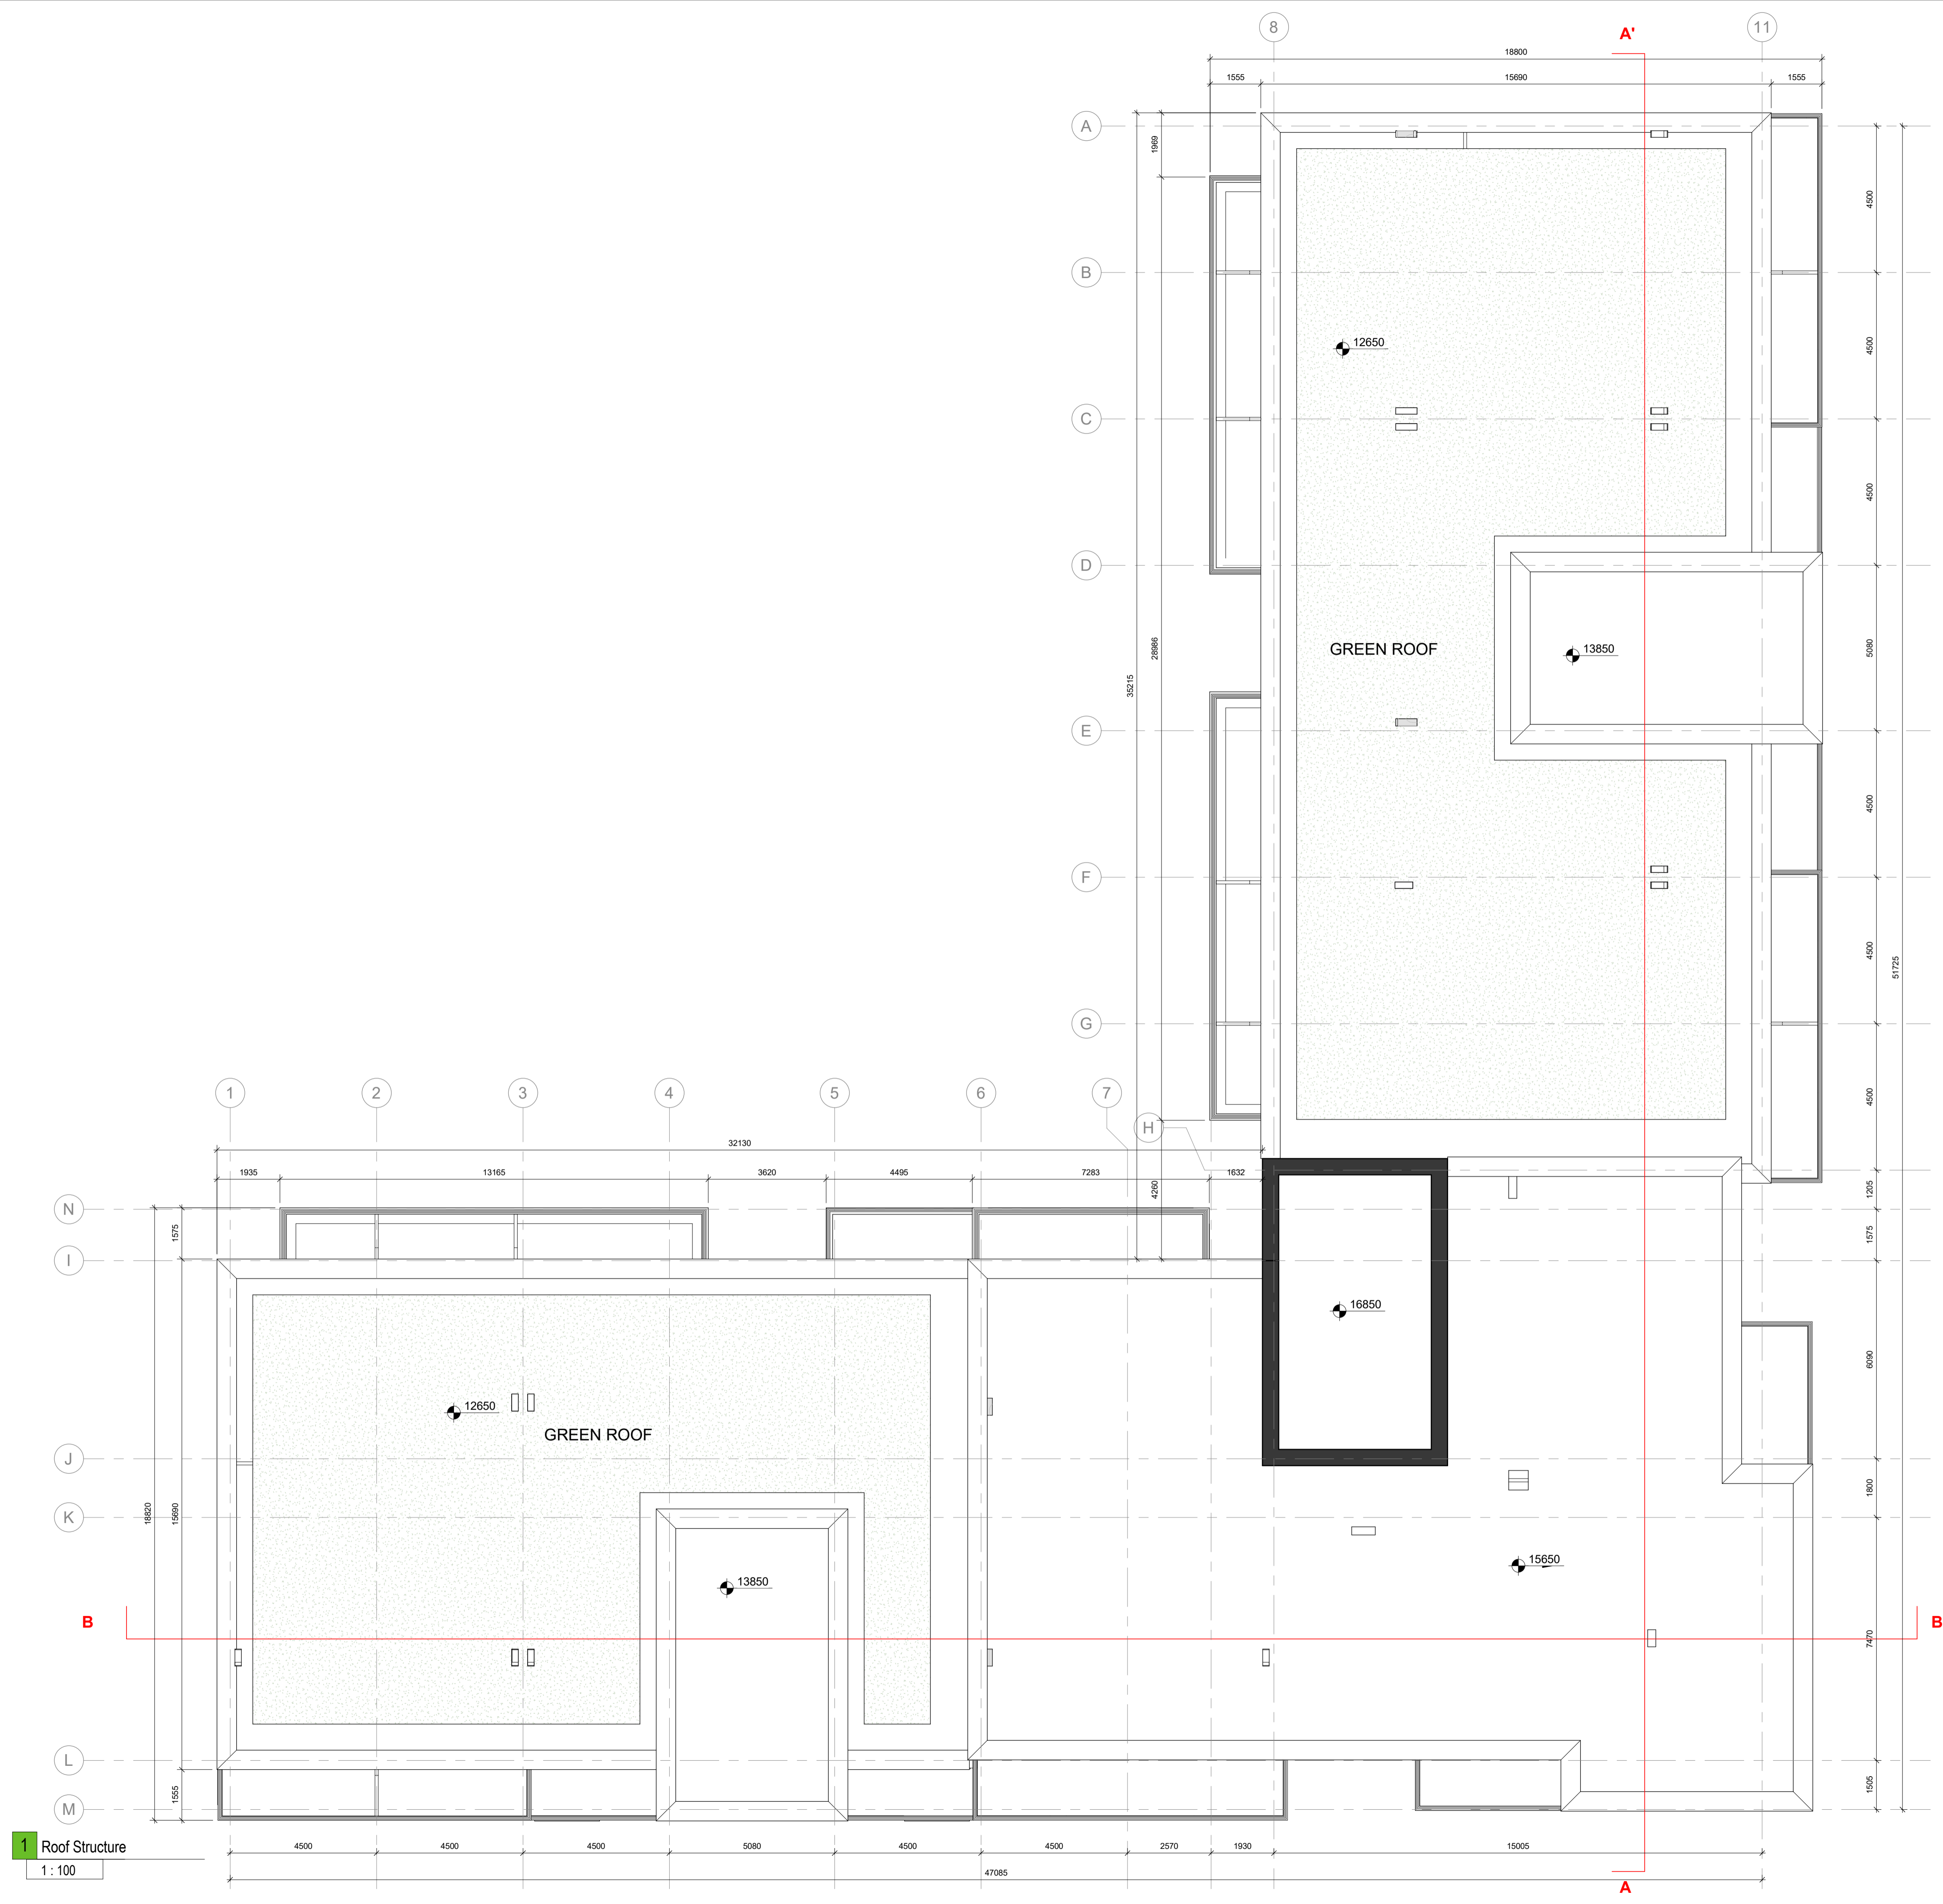 8
A'
11
18800
1555
15690
1555
A
1969
4500
B
12650
4500
C
4500
D
28986
35215
GREEN ROOF
13850
5080
E
4500
F
4500
51725
G
1
2
3
4
5
6
7
H
4500
32130
1935
13165
3620
4495
7283
1632
4260
1205
N
1575
1575
I
16850
6090
12650
GREEN ROOF
J
1800
18820
15690
K
15650
13850
B
B
7470
L
1555
1505
M
1
Roof Structure
1 : 100
4500
4500
4500
5080
4500
4500
2570
1930
15005
47085
A